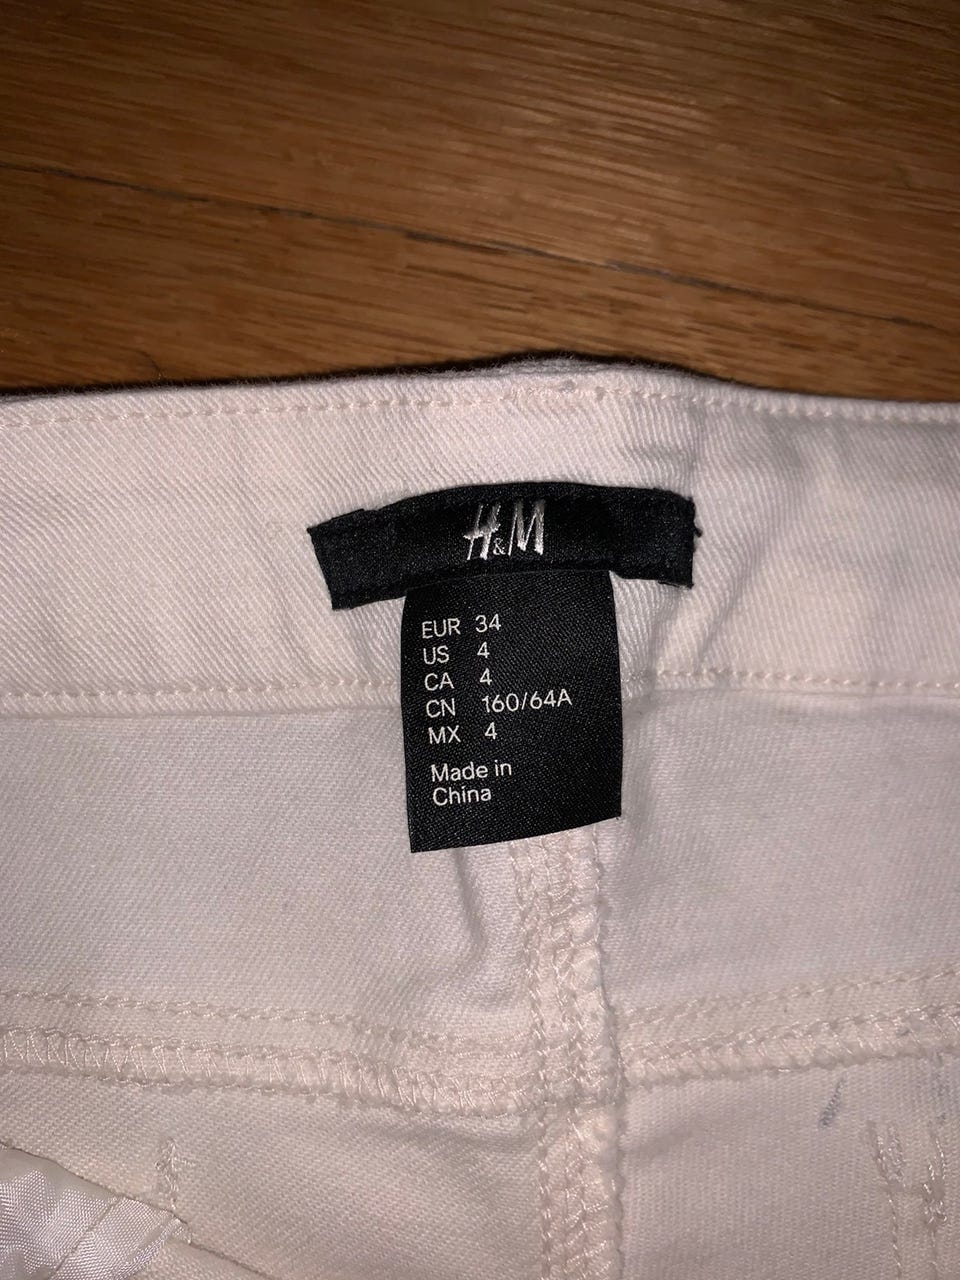 H&M
EUR 34
US 4
CA 4
CN 160/64A
MX 4
Made in
China